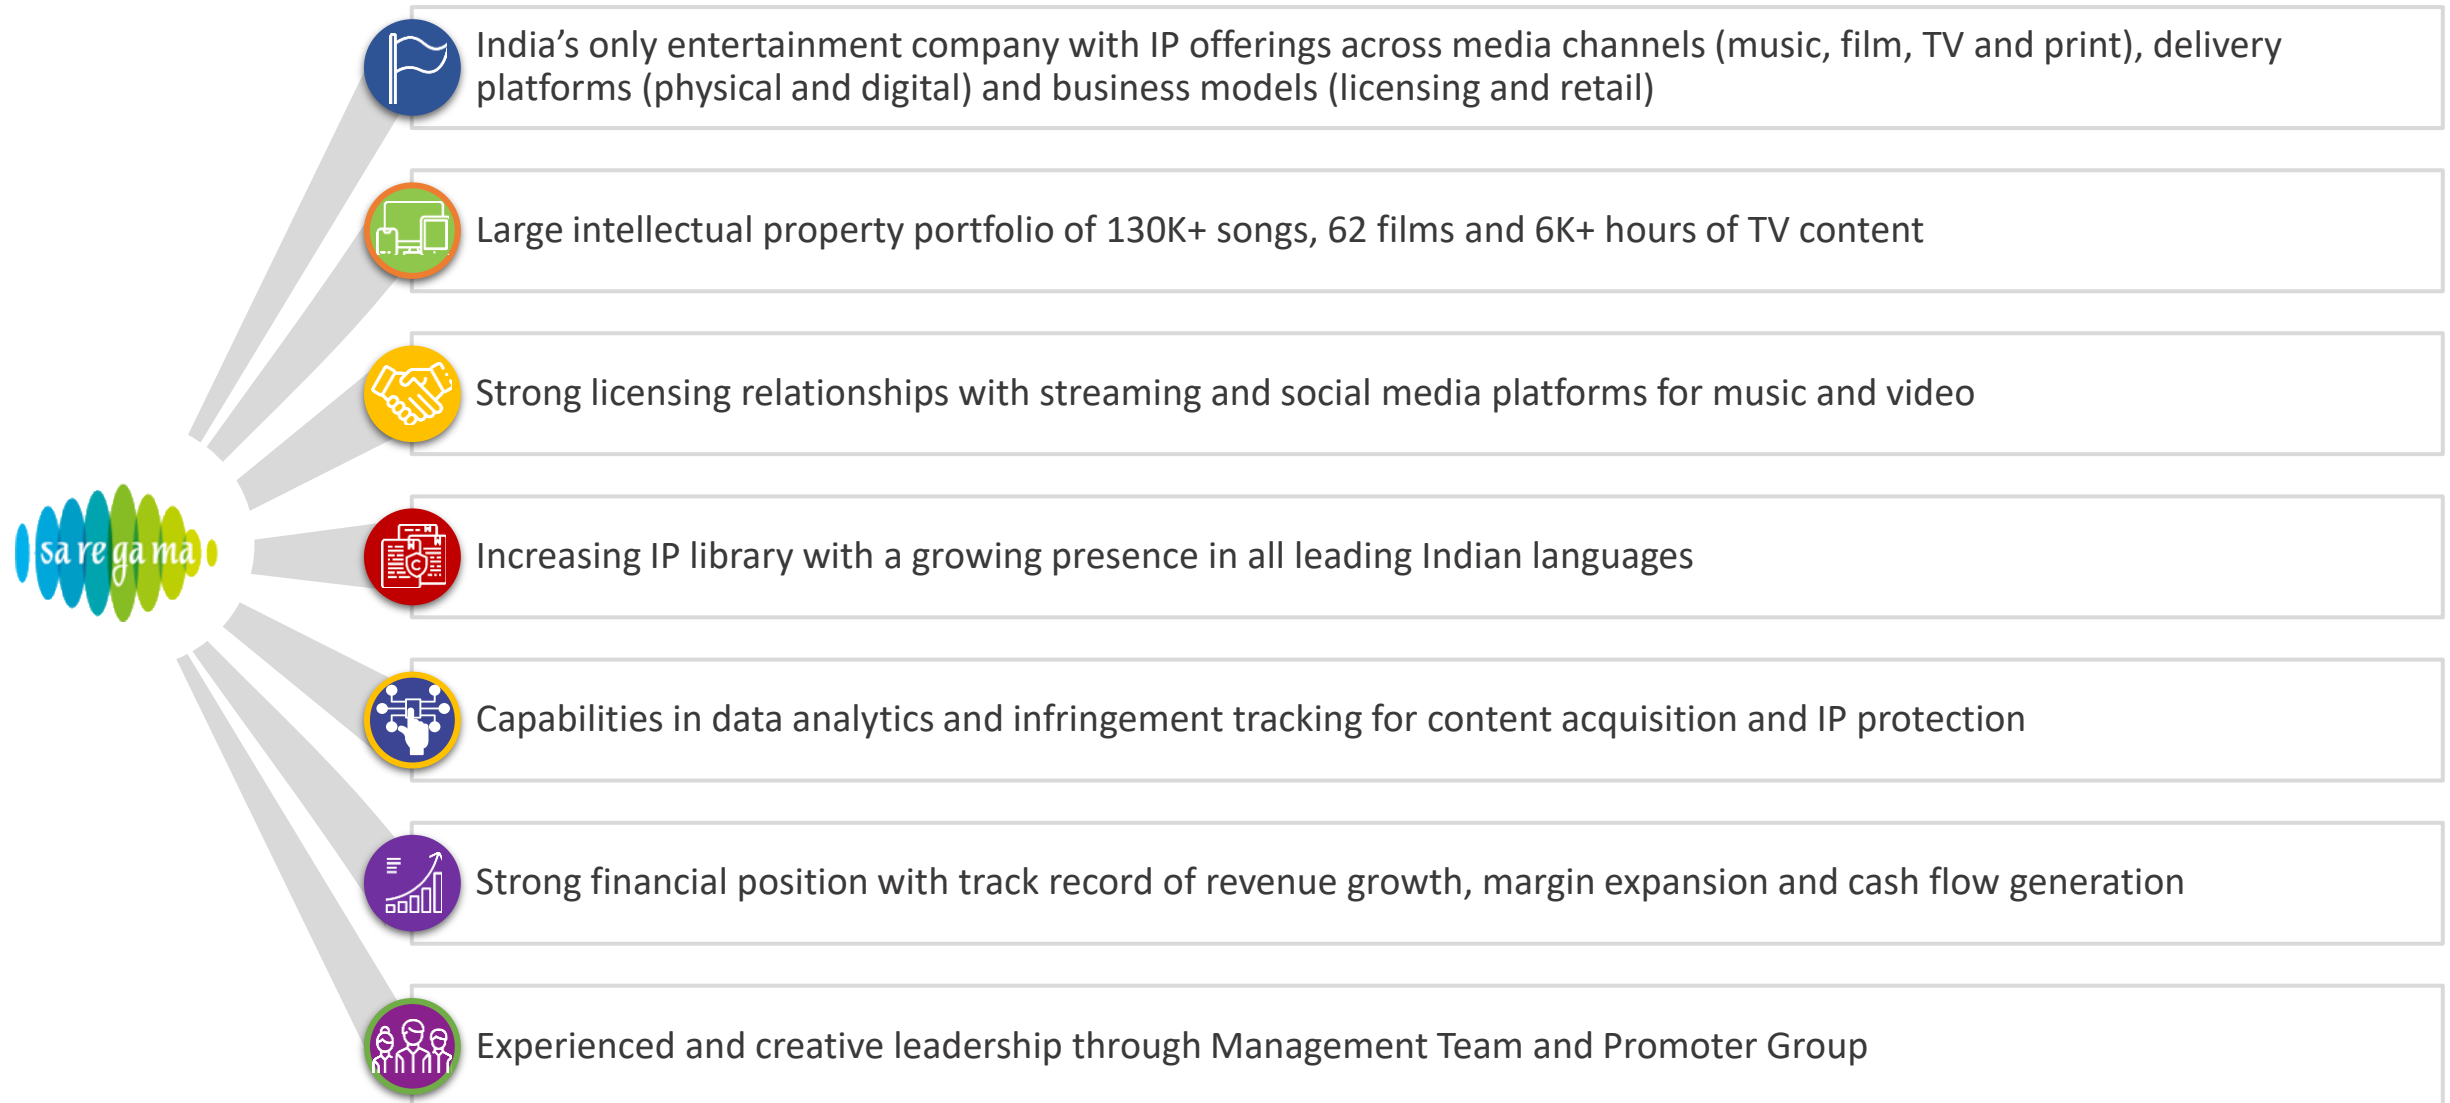 India’s only entertainment company with IP offerings across media channels (music, film, TV and print), delivery
platforms (physical and digital) and business models (licensing and retail)
Large intellectual property portfolio of 130K+ songs, 62 films and 6K+ hours of TV content
Strong licensing relationships with streaming and social media platforms for music and video
sa re ga ma
Increasing IP library with a growing presence in all leading Indian languages
Capabilities in data analytics and infringement tracking for content acquisition and IP protection
Strong financial position with track record of revenue growth, margin expansion and cash flow generation
Experienced and creative leadership through Management Team and Promoter Group